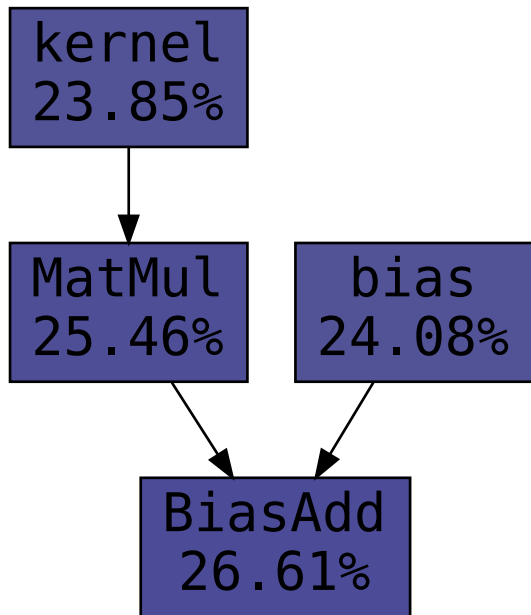 kernel
23.85%
MatMul
25.46%
bias
24.08%
BiasAdd
26.61%